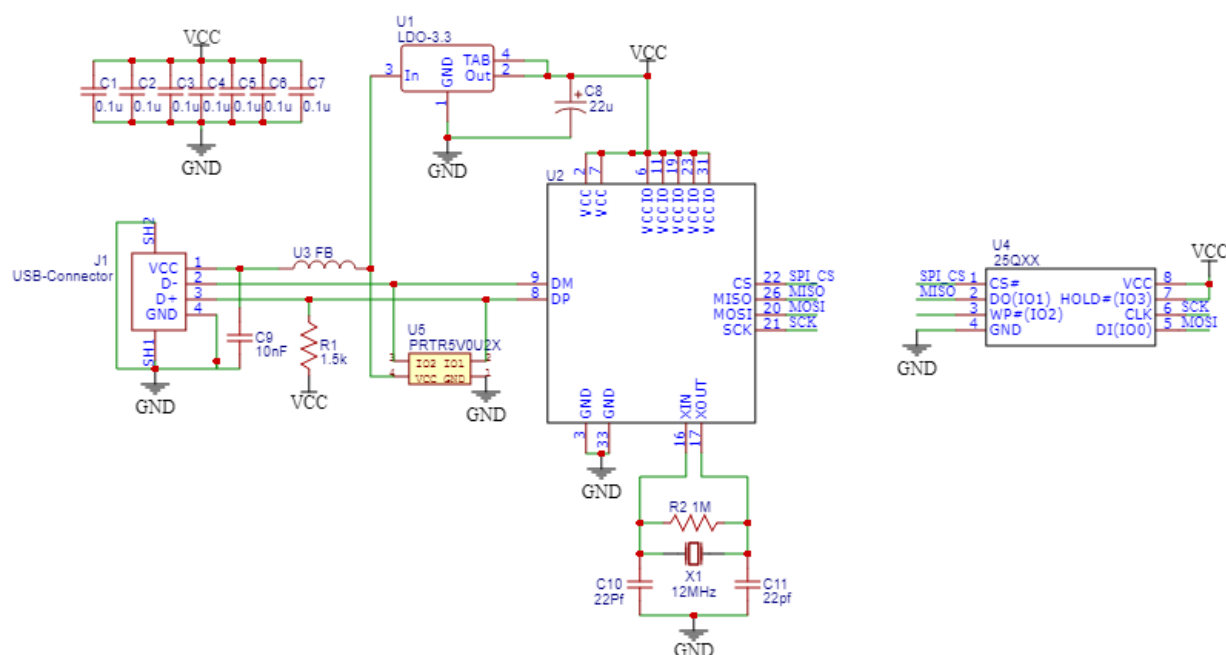 VCC
C1
C2
C3
C4
C5
C6
C7
0.1u
0.1u
0.1u
0.1u
0.1u
0.1u
0.1u
GND
U1
LDO-3.3
3
In
GND
1
TAB
4
Out
2
C8
22u
GND
VCC
U2
2
7
6
11
19
23
31
VCC
VCC
VCCIO
VCCIO
VCCIO
VCCIO
VCCIO
J1
USB-Connector
SH2
VCC
1
D-
2
D+
3
GND
4
SH1
GND
U3 FB
C9
10nF
R1
1.5k
VCC
U5
PRTR5V0U2X
IO2 IO1
VCC GND
4
1
GND
9
DM
8
DP
CS
22
SPI_CS
MISO
26
MISO
MOSI
20
MOSI
SCK
21
SCK
GND
GND
3
33
GND
XIN
XOUT
16
17
R2 1M
X1
12MHz
C10
22Pf
C11
22pf
GND
U4
25QXX
SPI_CS
1
CS#
MISO
2
DO(IO1)
3
WP#(IO2)
4
GND
VCC
8
HOLD#(IO3)
7
CLK
6
SCK
DI(IO0)
5
MOSI
VCC
GND